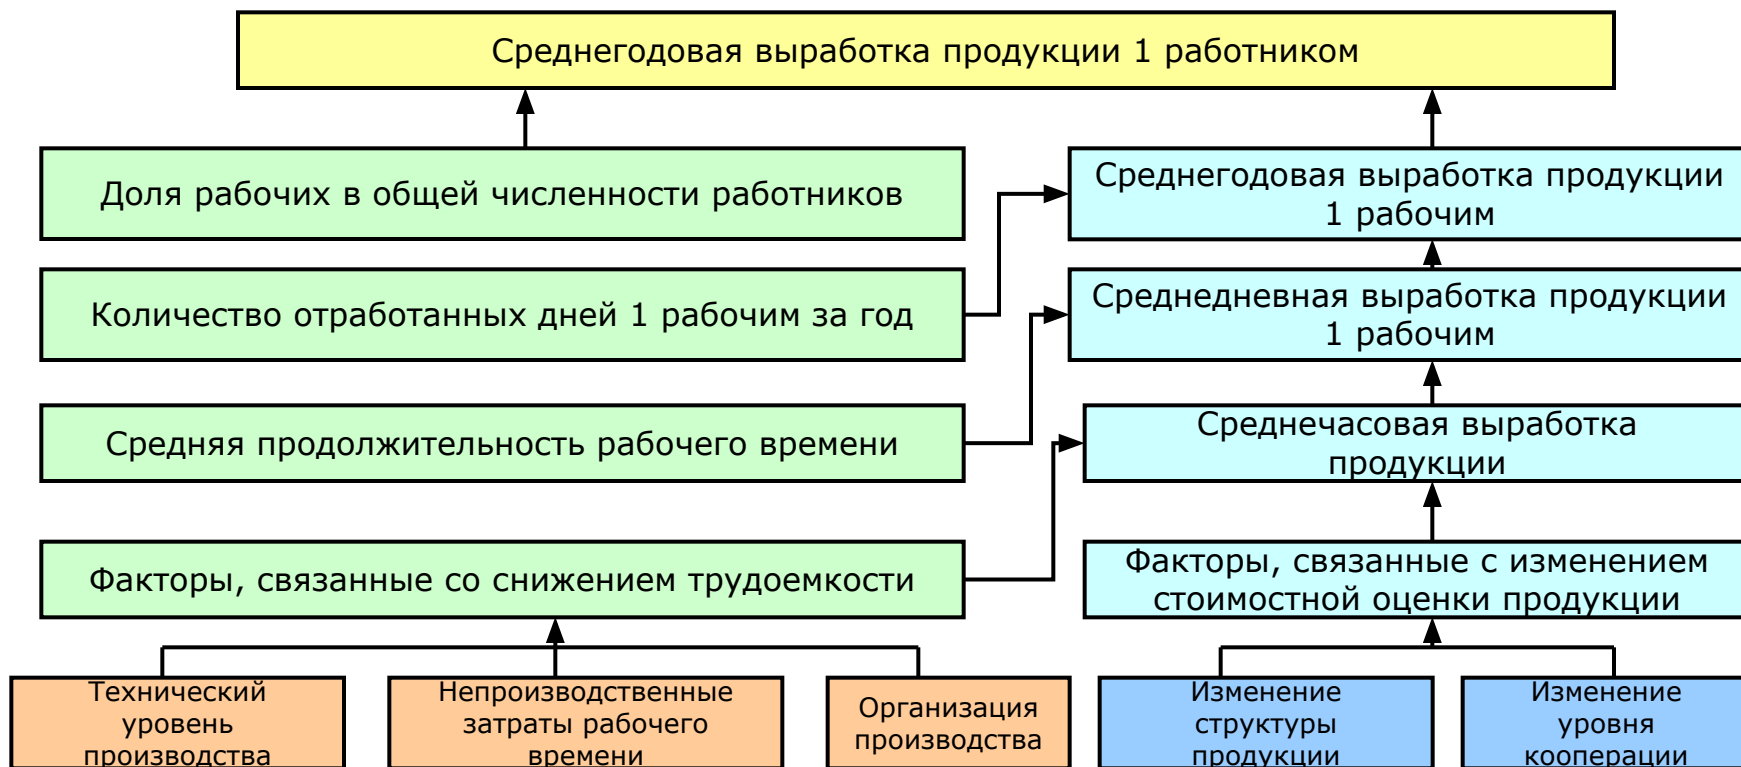 Среднегодовая выработка продукции 1 работником
Доля рабочих в общей численности работников
Среднегодовая выработка продукции
1 рабочим
Количество отработанных дней 1 рабочим за год
Среднедневная выработка продукции
1 рабочим
Средняя продолжительность рабочего времени
Среднечасовая выработка
продукции
Факторы, связанные со снижением трудоемкости
Факторы, связанные с изменением
стоимостной оценки продукции
Технический
уровень
производства
Непроизводственные
затраты рабочего
времени
Организация
производства
Изменение
структуры
продукции
Изменение
уровня
кооперации